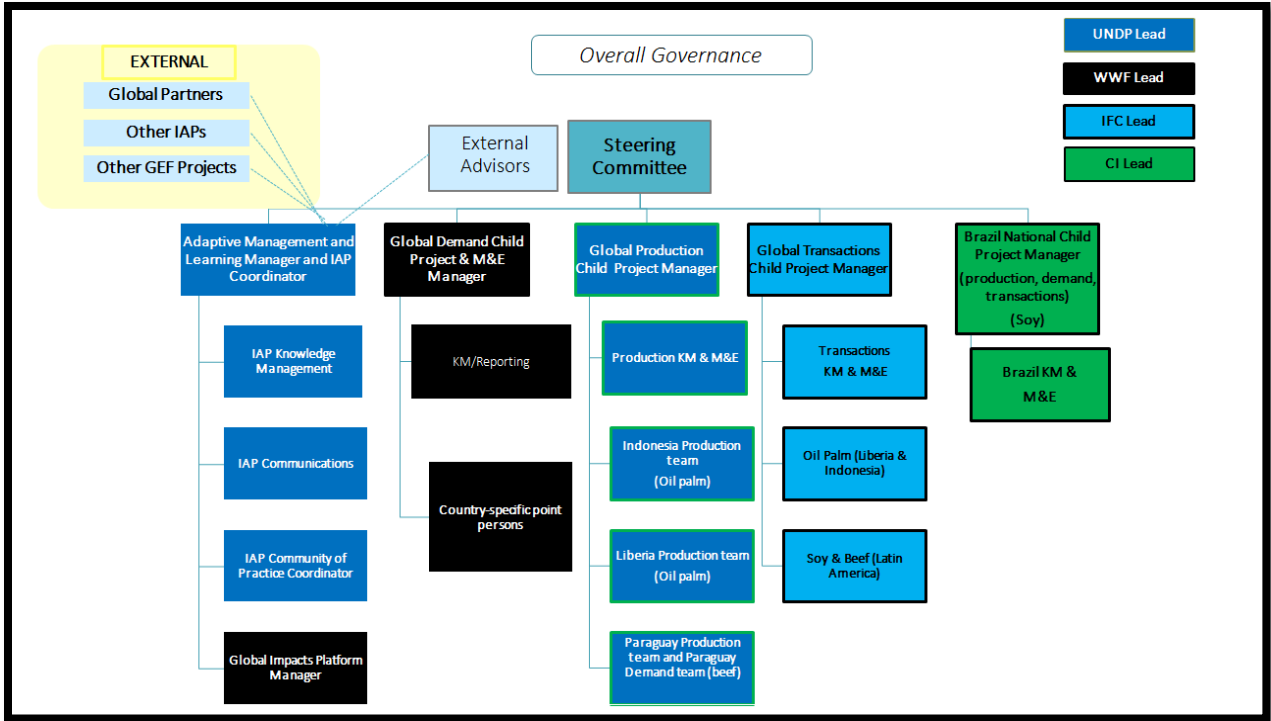 Overall Governance
UNDP Lead
WWF Lead
IFC Lead
CI Lead
EXTERNAL
Global Partners
Other IAPs
Other GEF Projects
External
Advisors
Steering
Committee
Adaptive Management and
Learning Manager and IAP
Coordinator
IAP Knowledge
Management
IAP Communications
IAP Community of
Practice Coordinator
Global Impacts Platform
Manager
Global Demand Child
Project & M&E
Manager
KM/Reporting
Country-specific point
persons
Global Production
Child Project Manager
Production KM & M&E
Indonesia Production
team
(Oil palm)
Liberia Production team
(Oil palm)
Paraguay Production
team and Paraguay
Demand team (beef)
Global Transactions
Child Project Manager
Transactions
KM & M&E
Oil Palm (Liberia &
Indonesia)
Soy & Beef (Latin
America)
Brazil National Child
Project Manager
(production, demand,
transactions)
(Soy)
Brazil KM &
M&E